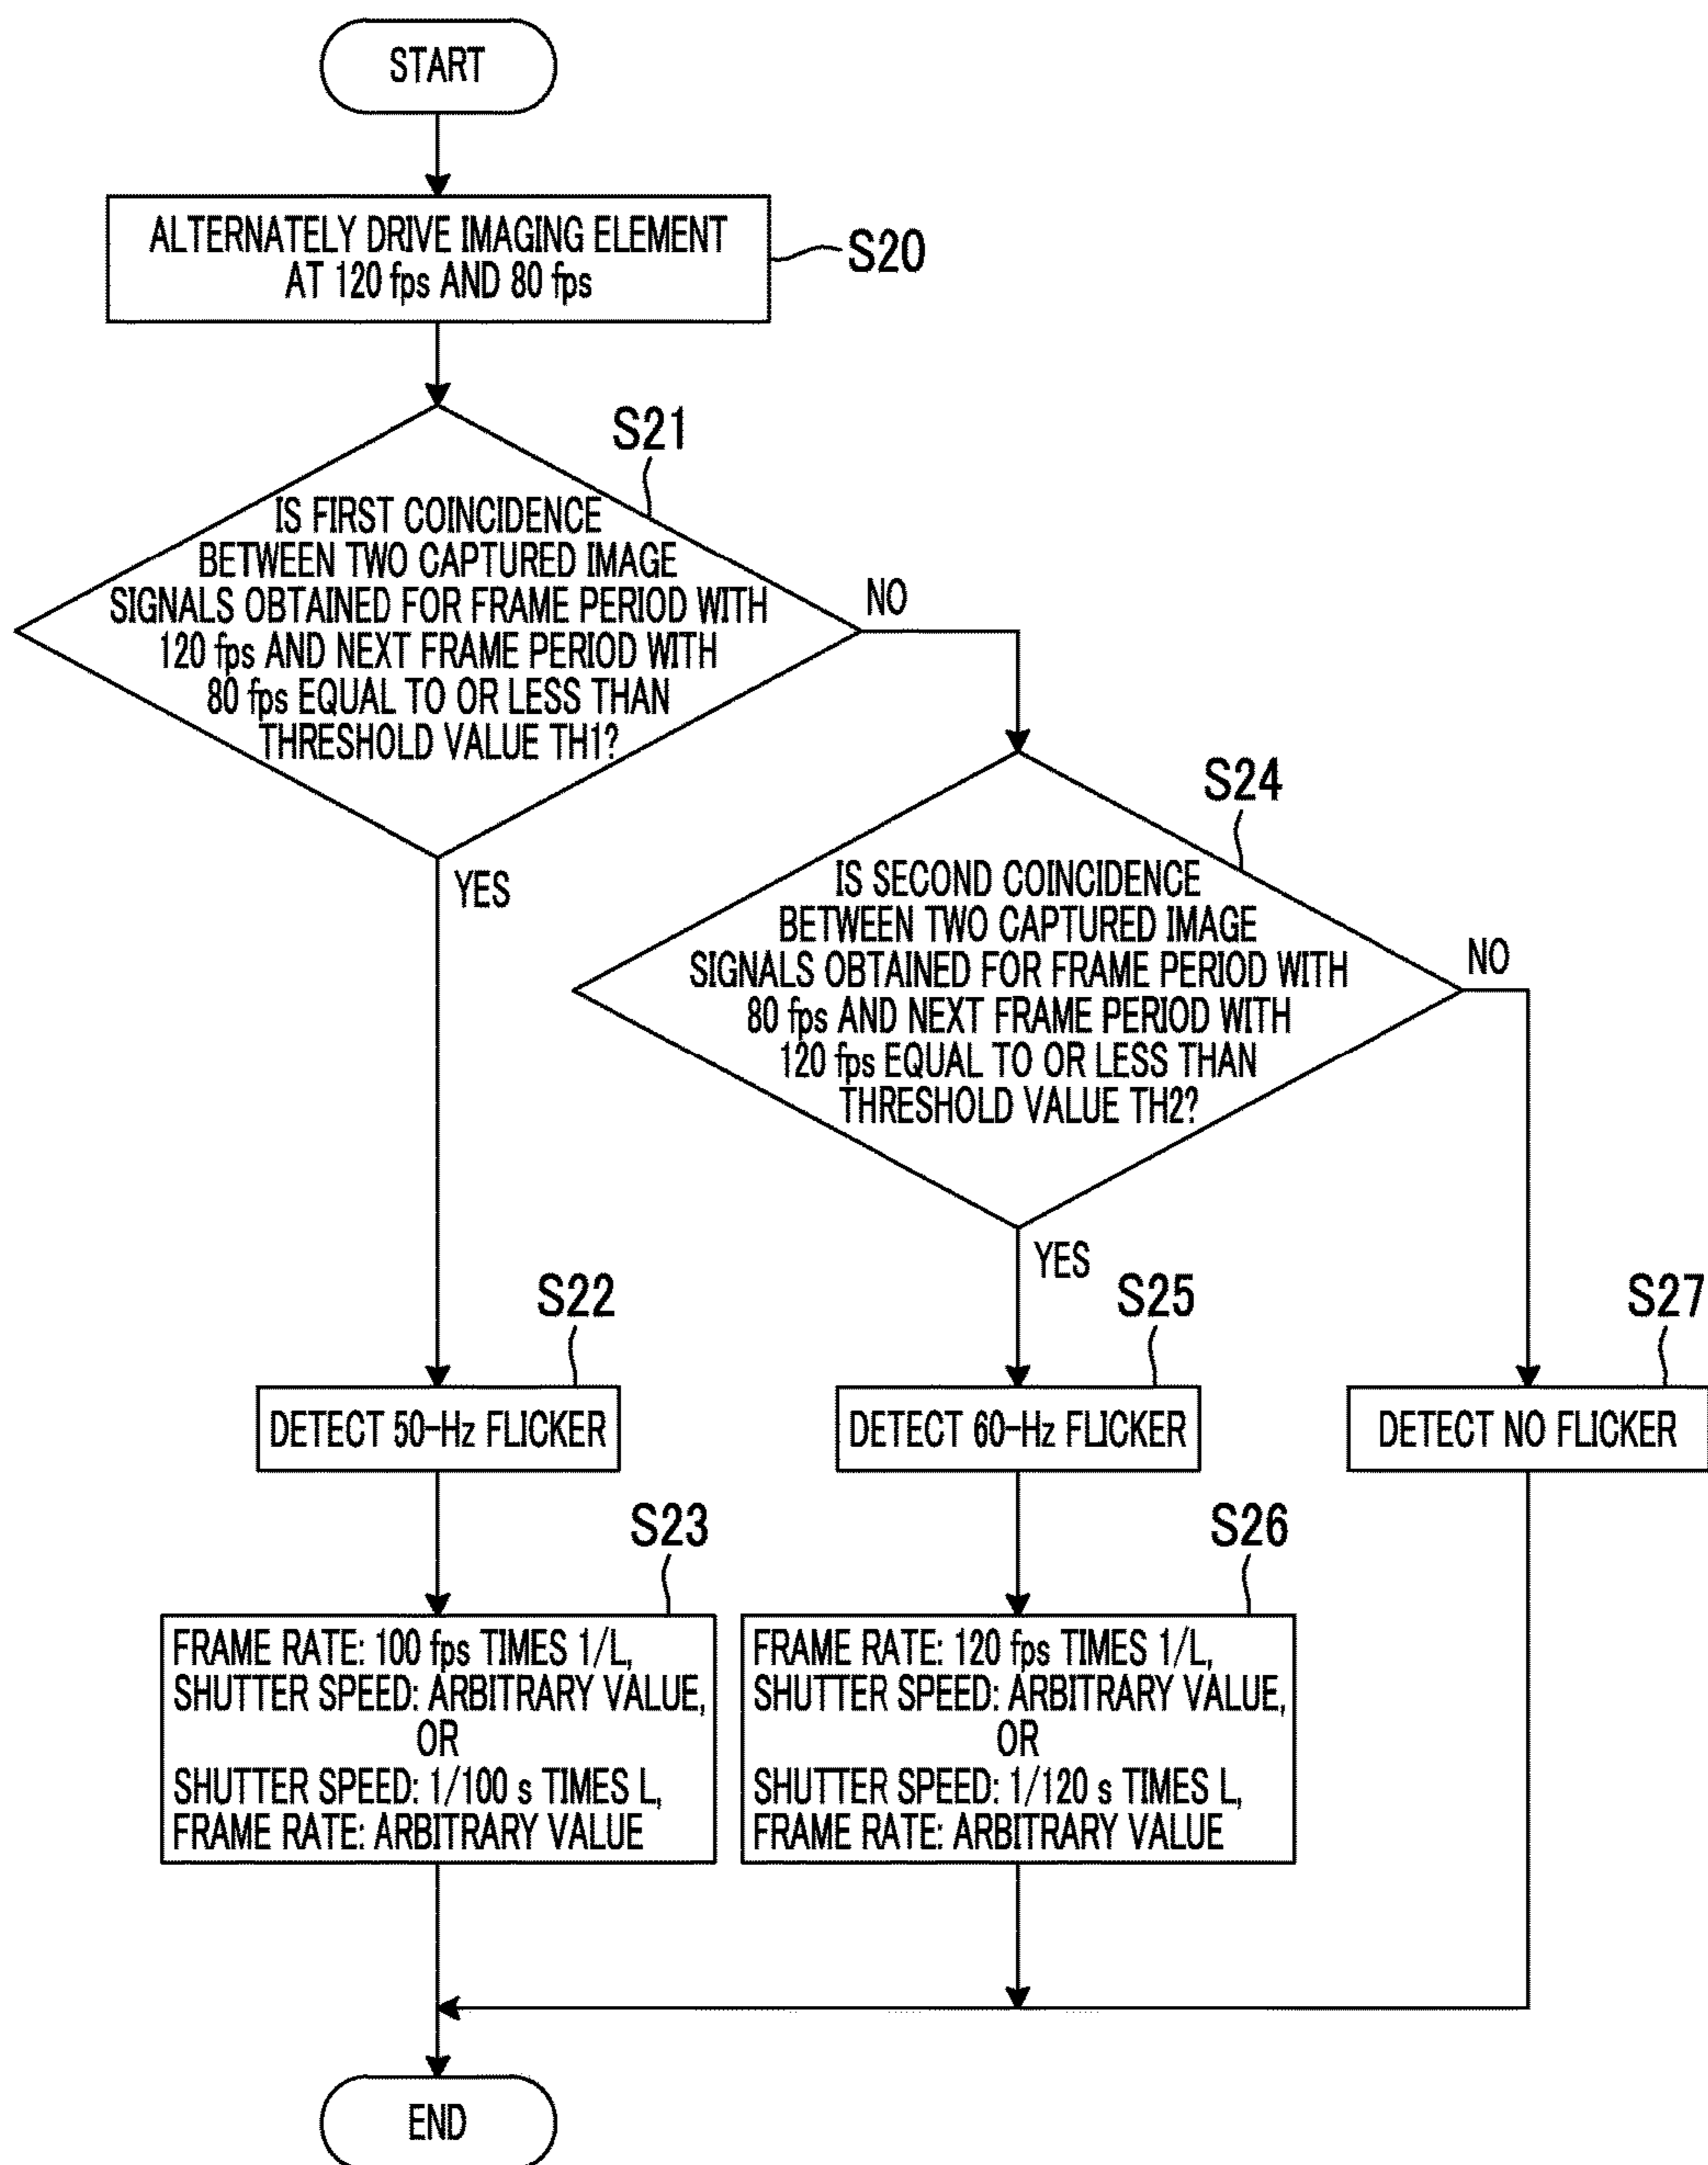 START
ALTERNATELY DRIVE IMAGING ELEMENT
AT 120 fps AND 80 fps
S20
S21
IS FIRST COINCIDENCE
BETWEEN TWO CAPTURED IMAGE
SIGNALS OBTAINED FOR FRAME PERIOD WITH
120 fps AND NEXT FRAME PERIOD WITH
80 fps EQUAL TO OR LESS THAN
THRESHOLD VALUE TH1?
NO
YES
S24
IS SECOND COINCIDENCE
BETWEEN TWO CAPTURED IMAGE
SIGNALS OBTAINED FOR FRAME PERIOD WITH
80 fps AND NEXT FRAME PERIOD WITH
120 fps EQUAL TO OR LESS THAN
THRESHOLD VALUE TH2?
NO
YES
S22
DETECT 50-Hz FLICKER
S25
DETECT 60-Hz FLICKER
S27
DETECT NO FLICKER
S23
FRAME RATE: 100 fps TIMES 1/L,
SHUTTER SPEED: ARBITRARY VALUE,
OR
SHUTTER SPEED: 1/100 s TIMES L,
FRAME RATE: ARBITRARY VALUE
S26
FRAME RATE: 120 fps TIMES 1/L,
SHUTTER SPEED: ARBITRARY VALUE,
OR
SHUTTER SPEED: 1/120 s TIMES L,
FRAME RATE: ARBITRARY VALUE
END